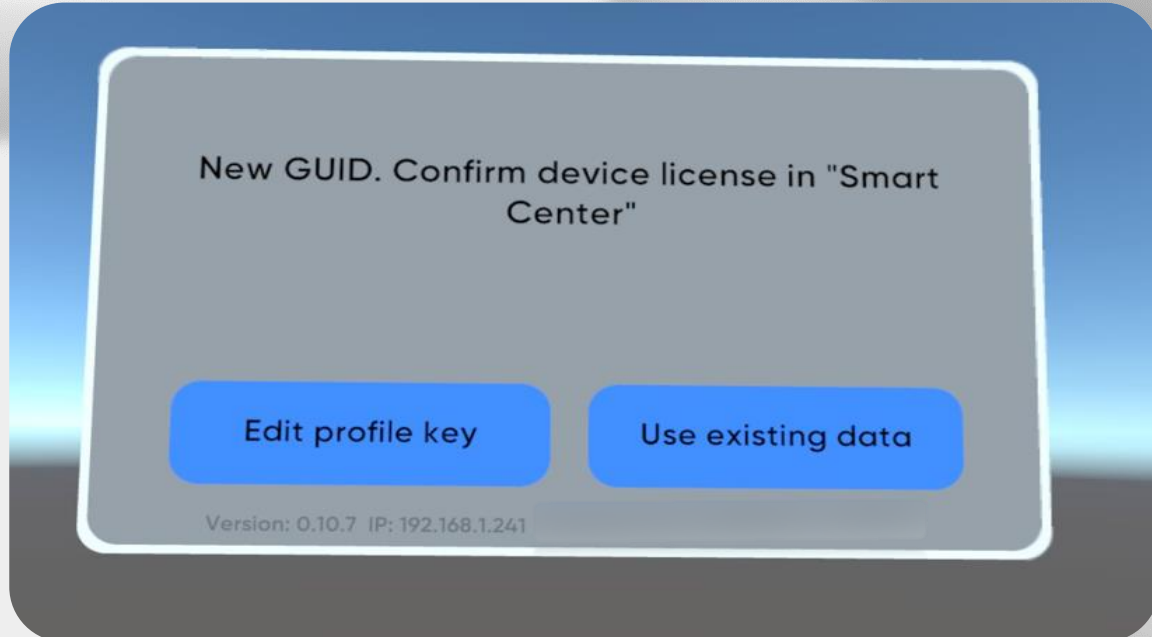 New GUID. Confirm device license in "Smart
Center"
Edit profile key
Use existing data
Version: 0.10.7 IP: 192.168.1.241